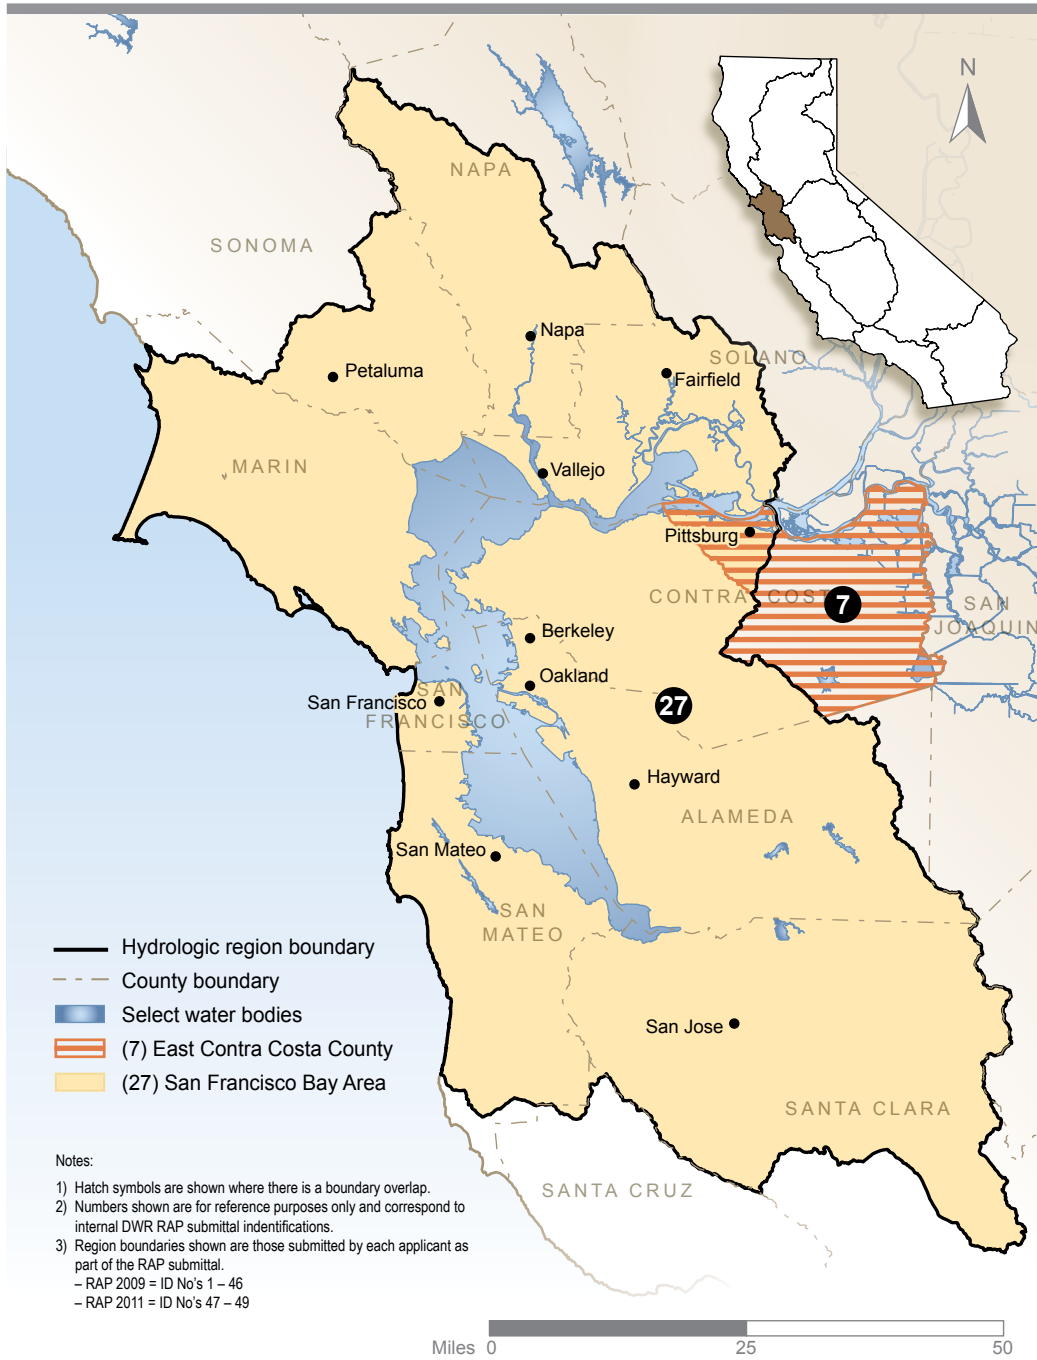 N
NAPA
SONOMA
Napa
SOLANO
Petaluma
Fairfield
MARIN
Vallejo
Pittsburg
CONTRA COSTA
7
SAN
JOAQUIN
Berkeley
Oakland
San Francisco
SAN
FRANCISCO
27
Hayward
ALAMEDA
San Mateo
SAN
MATEO
Hydrologic region boundary
County boundary
Select water bodies
(7) East Contra Costa County
(27) San Francisco Bay Area
San Jose
SANTA CLARA
SANTA CRUZ
Notes:
1) Hatch symbols are shown where there is a boundary overlap.
2) Numbers shown are for reference purposes only and correspond to
internal DWR RAP submittal indentifications.
3) Region boundaries shown are those submitted by each applicant as
part of the RAP submittal.
– RAP 2009 = ID No's 1 – 46
– RAP 2011 = ID No's 47 – 49
Miles 0 25 50